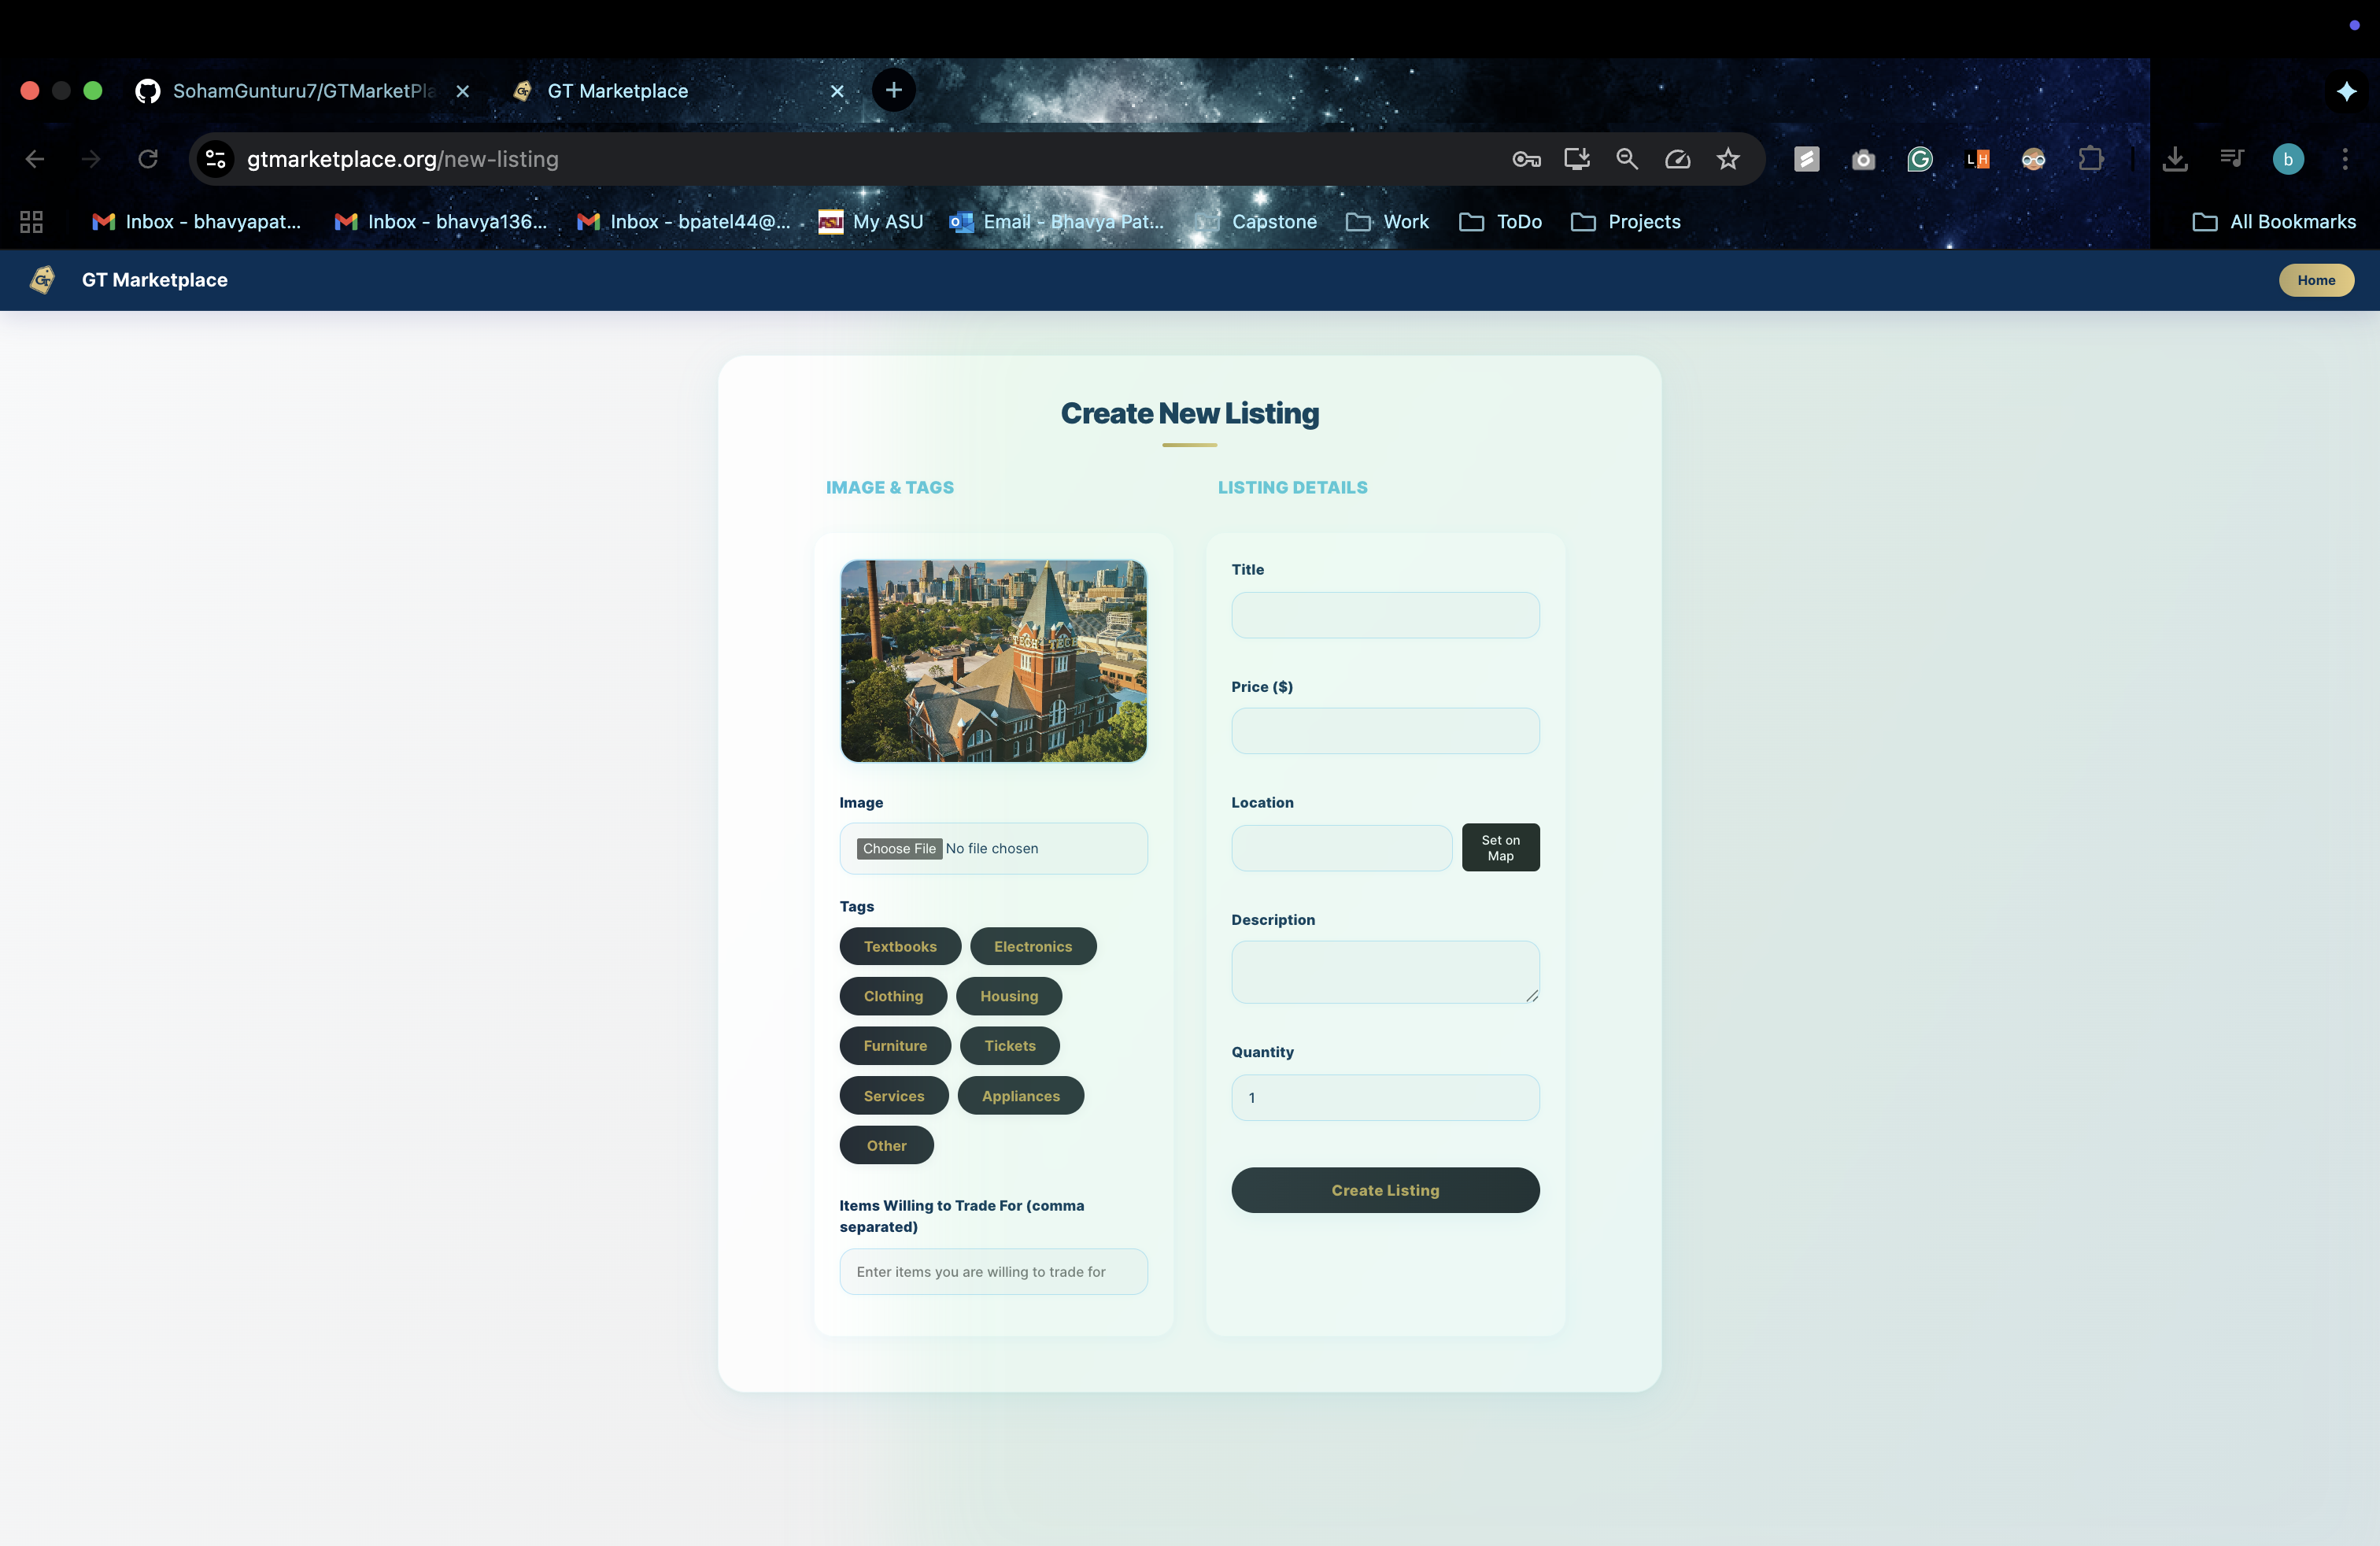 SohamGunturu7/GTMarketPla
GT Marketplace
gtmarketplace.org/new-listing
Inbox - bhavyapat...
Inbox - bhavya136...
Inbox - bpatel44@...
My ASU
Email - Bhavya Pat...
Capstone
Work
ToDo
Projects
All Bookmarks
b
GT Marketplace
Home
Create New Listing
IMAGE & TAGS
TECH TECH
Image
Choose File No file chosen
Tags
Textbooks
Electronics
Clothing
Housing
Furniture
Tickets
Services
Appliances
Other
Items Willing to Trade For (comma
separated)
Enter items you are willing to trade for
LISTING DETAILS
Title
Price ($)
Location
Set on
Map
Description
Quantity
1
Create Listing